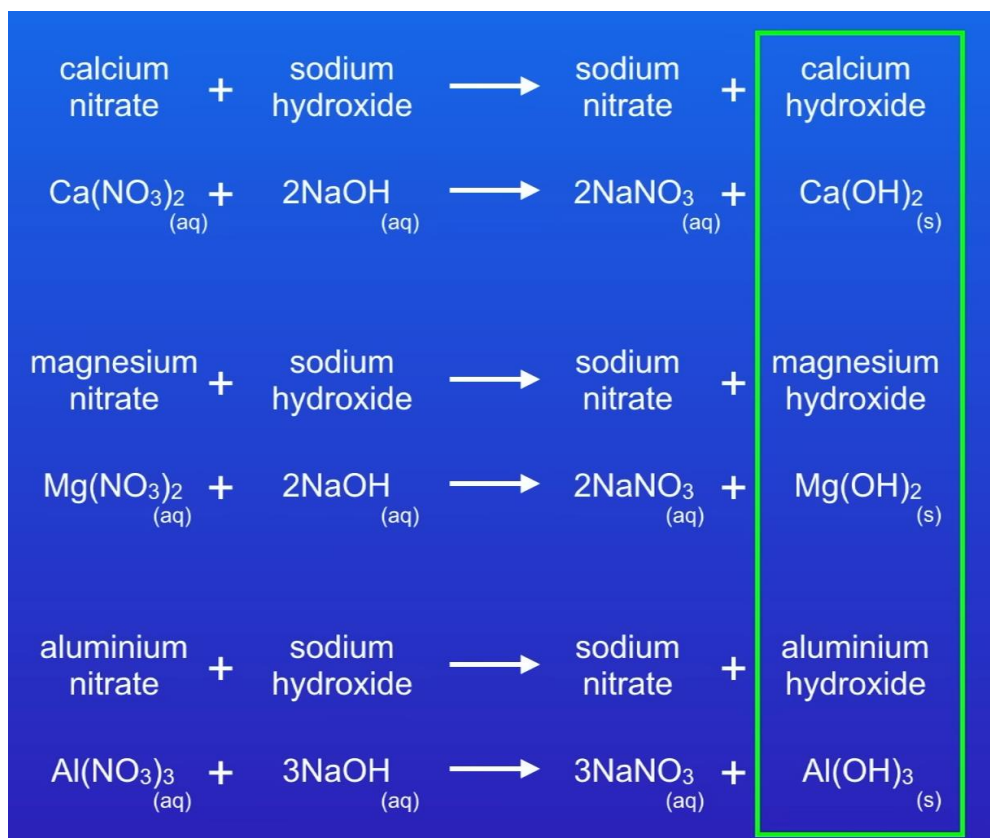 calcium nitrate + sodium hydroxide → sodium nitrate + calcium hydroxide
Ca(NO₃)₂ (aq) + 2NaOH (aq) → 2NaNO₃ (aq) + Ca(OH)₂ (s)
magnesium nitrate + sodium hydroxide → sodium nitrate + magnesium hydroxide
Mg(NO₃)₂ (aq) + 2NaOH (aq) → 2NaNO₃ (aq) + Mg(OH)₂ (s)
aluminium nitrate + sodium hydroxide → sodium nitrate + aluminium hydroxide
Al(NO₃)₃ (aq) + 3NaOH (aq) → 3NaNO₃ (aq) + Al(OH)₃ (s)